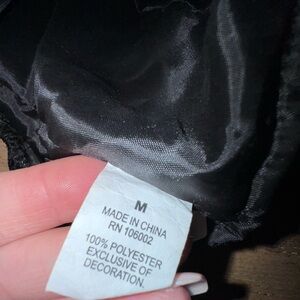 M
MADE IN CHINA
RN 106002
100% POLYESTER
EXCLUSIVE OF
DECORATION.